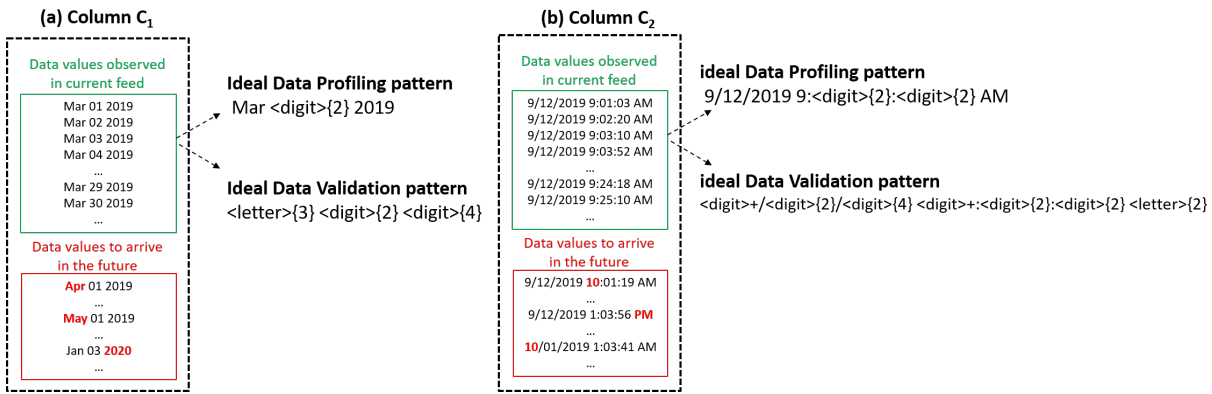 (a) Column C1
Data values observed
in current feed
Mar 01 2019
Mar 02 2019
Mar 03 2019
Mar 04 2019
...
Mar 29 2019
Mar 30 2019
...
Data values to arrive
in the future
Apr 01 2019
...
May 01 2019
...
Jan 03 2020
...
Ideal Data Profiling pattern
Mar <digit>{2} 2019
Ideal Data Validation pattern
<letter>{3} <digit>{2} <digit>{4}
(b) Column C2
Data values observed
in current feed
9/12/2019 9:01:03 AM
9/12/2019 9:02:20 AM
9/12/2019 9:03:10 AM
9/12/2019 9:03:52 AM
...
9/12/2019 9:24:18 AM
9/12/2019 9:25:10 AM
...
Data values to arrive
in the future
9/12/2019 10:01:19 AM
...
9/12/2019 1:03:56 PM
...
10/01/2019 1:03:41 AM
...
ideal Data Profiling pattern
9/12/2019 9:<digit>{2}:<digit>{2} AM
ideal Data Validation pattern
<digit>+/<digit>{2}/<digit>{4} <digit>+:<digit>{2}:<digit>{2} <letter>{2}